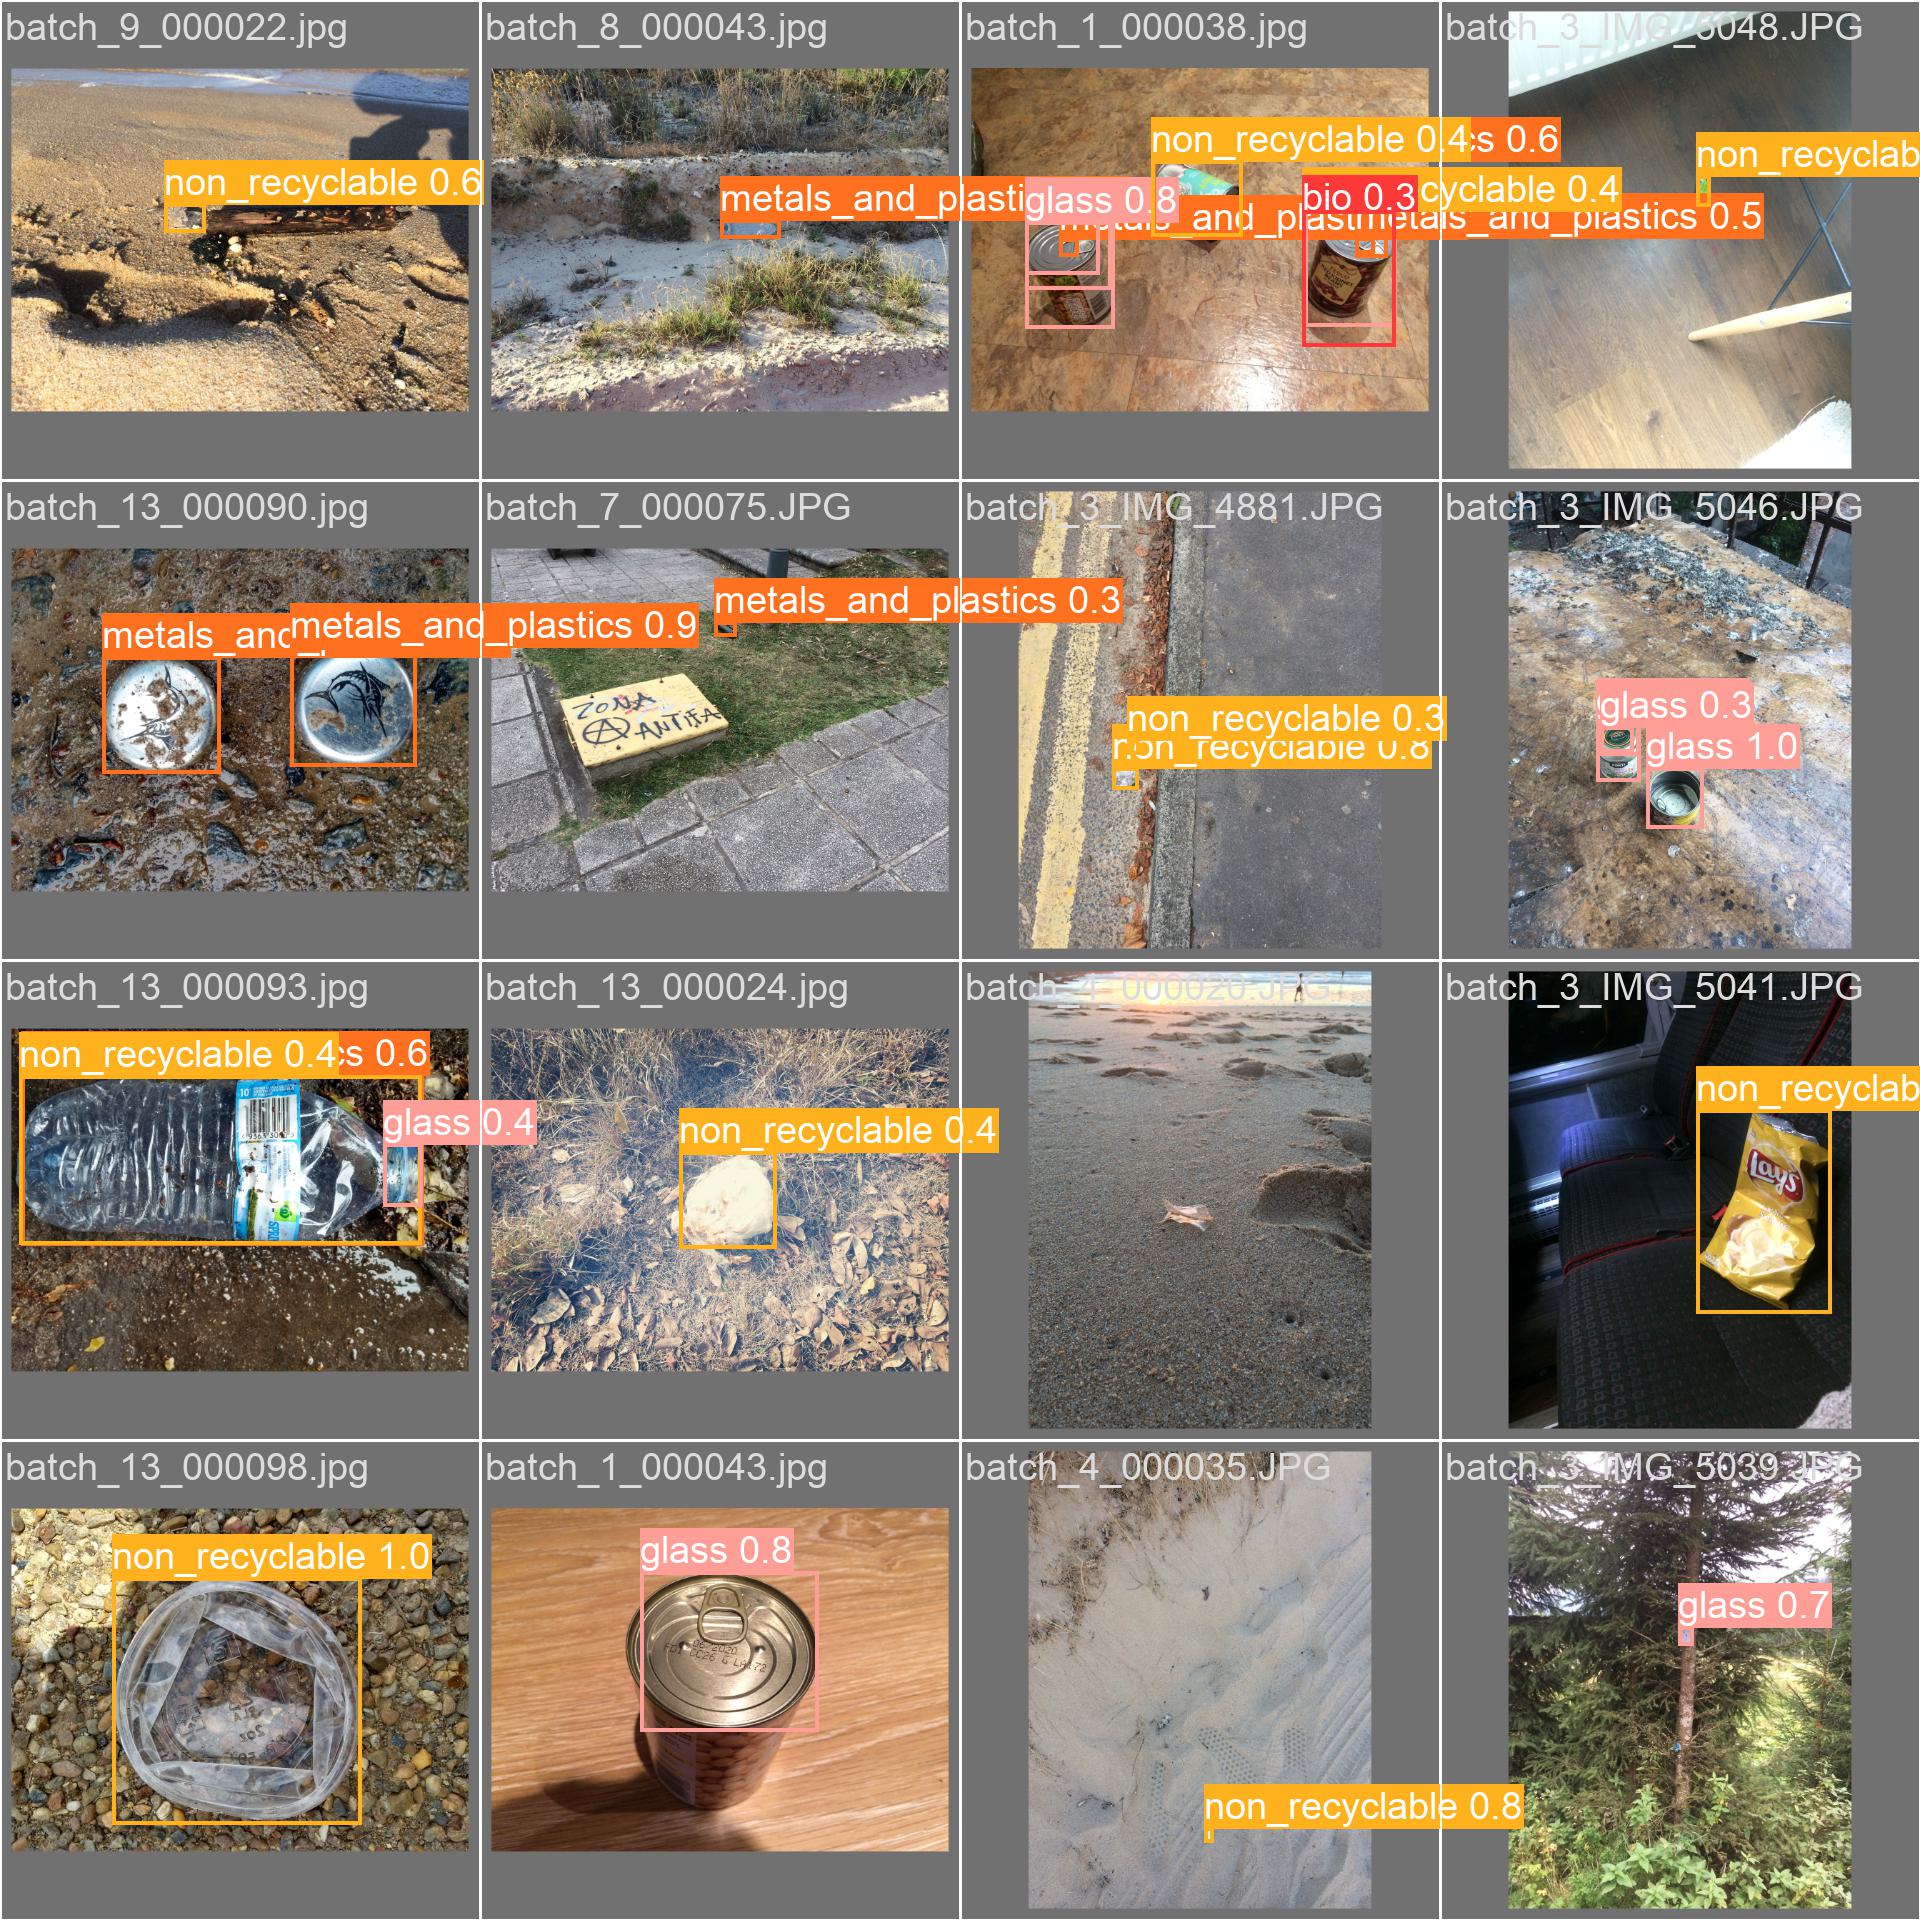 batch_9_000022.jpg
non_recyclable 0.6
batch_8_000043.jpg
metals_and_plasti
batch_1_000038.jpg
non_recyclable 0.4
cs 0.6
glass 0.8
bio 0.3
cyclable 0.4
metals_and_plast
metals_and_plastics 0.5
batch_3_IMG_5048.JPG
non_recyclab
batch_13_000090.jpg
metals_and
metals_and_plastics 0.9
batch_7_000075.JPG
metals_and_plastics 0.3
ZONA
ANTIFA
batch_3_IMG_4881.JPG
non_recyclable 0.3
non_recyclable 0.8
batch_3_IMG_5046.JPG
glass 0.3
glass 1.0
batch_13_000093.jpg
non_recyclable 0.4
cs 0.6
glass 0.4
batch_13_000024.jpg
non_recyclable 0.4
batch_4_000020.JPG
batch_3_IMG_5041.JPG
non_recyclab
Lay's
batch_13_000098.jpg
non_recyclable 1.0
batch_1_000043.jpg
glass 0.8
batch_4_000035.JPG
non_recyclable 0.8
batch_3_IMG_5039.JPG
glass 0.7